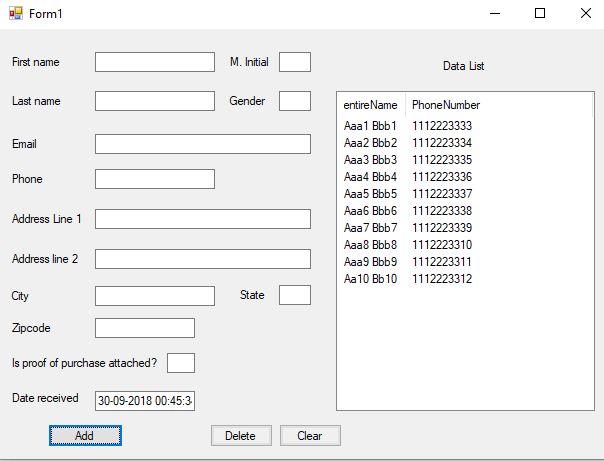 Form1
First name M. Initial
Data List
Last name Gender
entireName PhoneNumber
Aaa1 Bbb1 1112223333
Aaa2 Bbb2 1112223334
Email
Aaa3 Bbb3 1112223335
Aaa4 Bbb4 1112223336
Phone
Aaa5 Bbb5 1112223337
Aaa6 Bbb6 1112223338
Address Line 1
Aaa7 Bbb7 1112223339
Aaa8 Bbb8 1112223310
Address line 2
Aaa9 Bbb9 1112223311
Aa10 Bb10 1112223312
City State
Zipcode
Is proof of purchase attached?
Date received 30-09-2018 00:45:34
Add Delete Clear